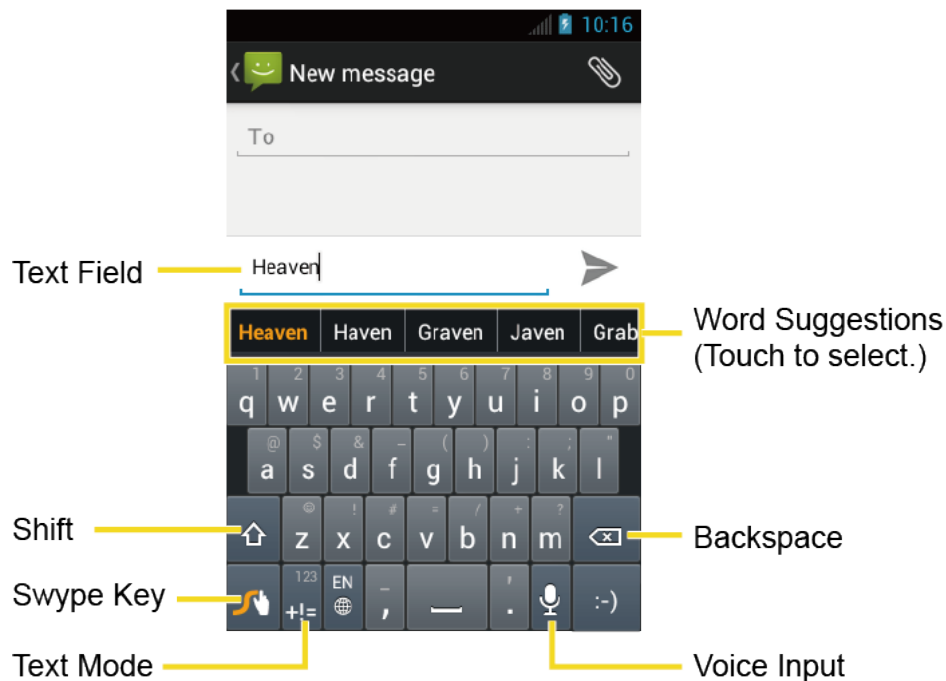 10:16
New message
To
Text Field
Heaven
Heaven Haven Graven Javen Grab
Word Suggestions
(Touch to select.)
1 2 3 4 5 6 7 8 9 0
q w e r t y u i o p
@ $ & _ ( ) : ; "
a s d f g h j k l
Shift
☺ ! # = / + ?
z x c v b n m
Backspace
Swype Key
123 EN _ '
+!= , . :-)
Text Mode
Voice Input